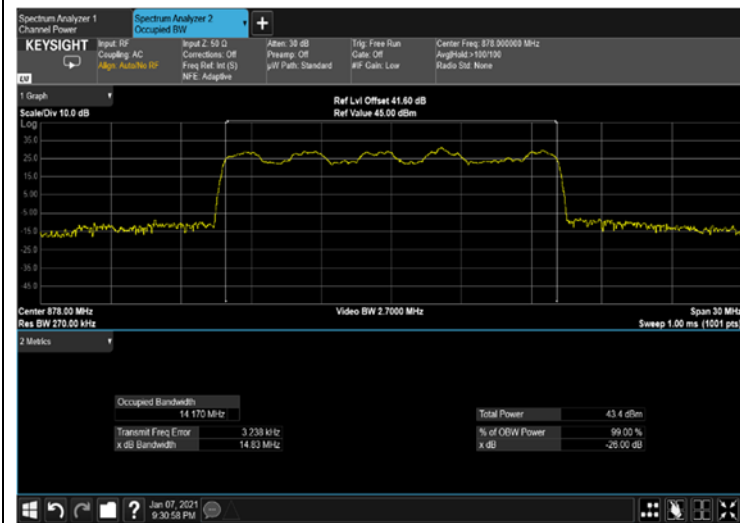 Spectrum Analyzer 1
Channel Power
Spectrum Analyzer 2
Occupied BW
+
KEYSIGHT
LXI
Input: RF
Coupling: AC
Align: Auto/No RF
Input Z: 50 Ω
Corrections: Off
Freq Ref: Int (S)
NFE: Adaptive
Atten: 30 dB
Preamp: Off
µW Path: Standard
Trig: Free Run
Gate: Off
#IF Gain: Low
Center Freq: 878.000000 MHz
Avg|Hold:>100/100
Radio Std: None
1 Graph
Scale/Div 10.0 dB
Ref Lvl Offset 41.60 dB
Ref Value 45.00 dBm
Log
35.0
25.0
15.0
5.00
-5.00
-15.0
-25.0
-35.0
-45.0
Center 878.00 MHz
Res BW 270.00 kHz
Video BW 2.7000 MHz
Span 30 MHz
Sweep 1.00 ms (1001 pts)
2 Metrics
Occupied Bandwidth
14.170 MHz
Transmit Freq Error 3.238 kHz
x dB Bandwidth 14.83 MHz
Total Power 43.4 dBm
% of OBW Power 99.00 %
x dB -26.00 dB
?
Jan 07, 2021
9:30:58 PM